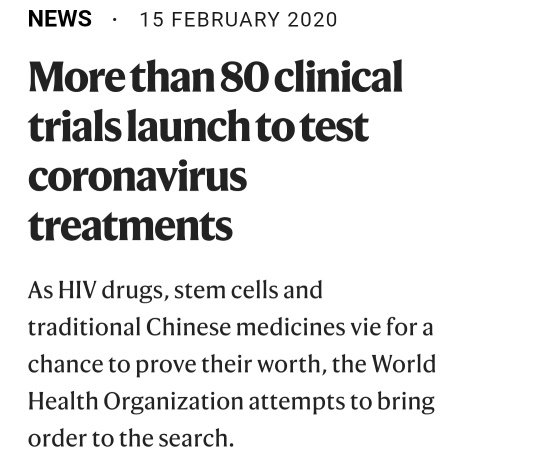 NEWS · 15 FEBRUARY 2020
More than 80 clinical
trials launch to test
coronavirus
treatments
As HIV drugs, stem cells and
traditional Chinese medicines vie for a
chance to prove their worth, the World
Health Organization attempts to bring
order to the search.